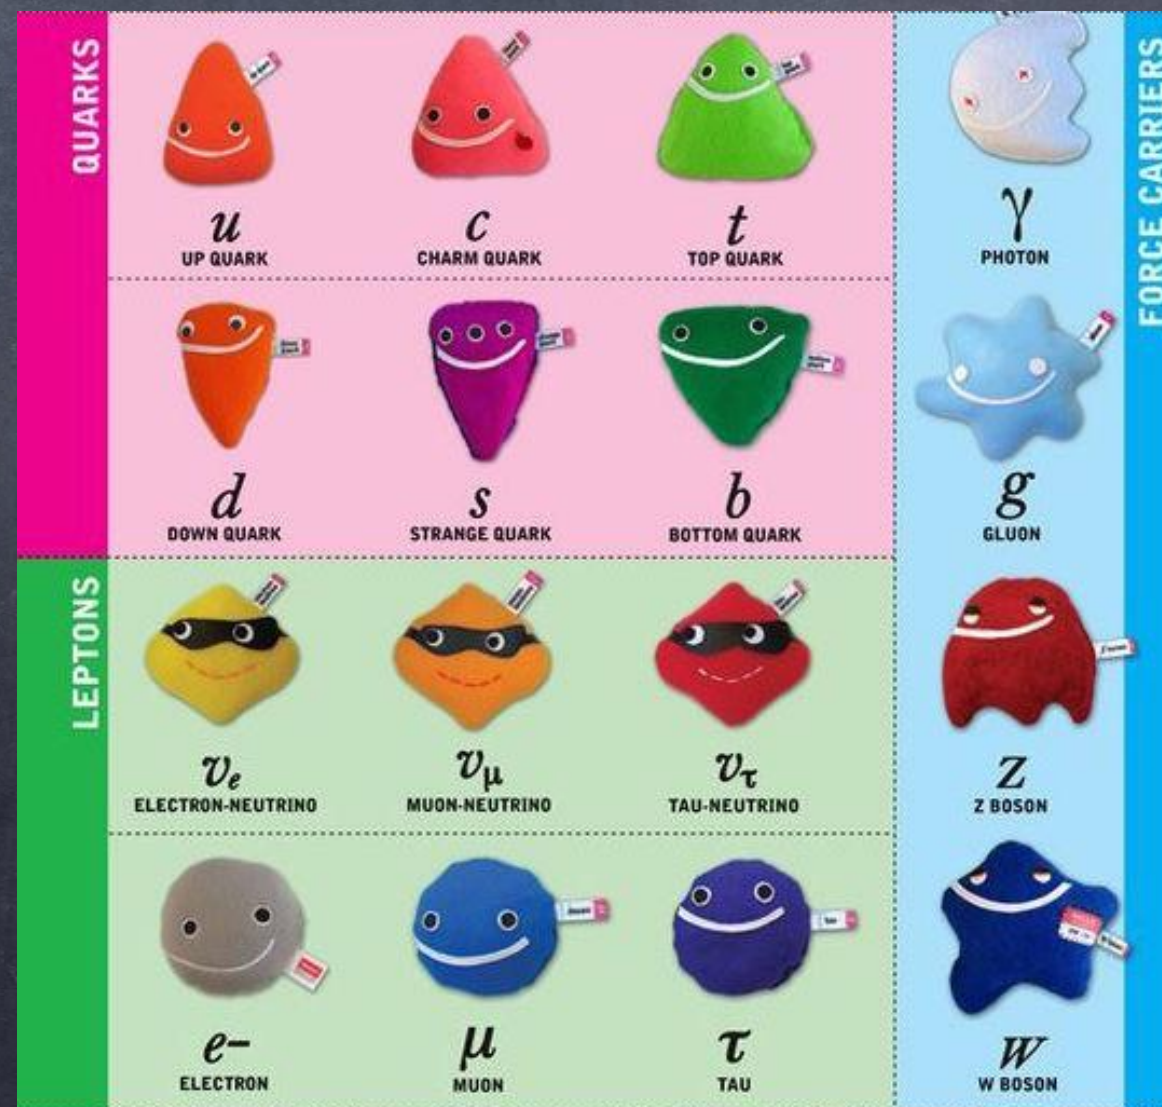 QUARKS
u
UP QUARK
c
CHARM QUARK
t
TOP QUARK
γ
PHOTON
FORCE CARRIERS
d
DOWN QUARK
s
STRANGE QUARK
b
BOTTOM QUARK
g
GLUON
LEPTONS
νe
ELECTRON-NEUTRINO
νμ
MUON-NEUTRINO
ντ
TAU-NEUTRINO
Z
Z BOSON
e−
ELECTRON
μ
MUON
τ
TAU
W
W BOSON